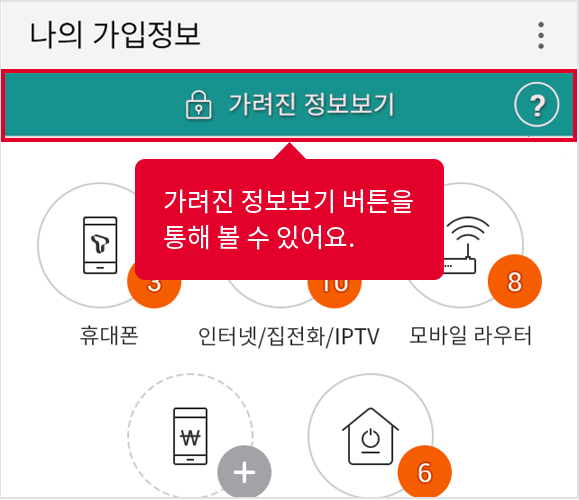 나의 가입정보
가려진 정보보기
?
가려진 정보보기 버튼을
통해 볼 수 있어요.
3
10
8
휴대폰
인터넷/집전화/IPTV
모바일 라우터
₩
+
6